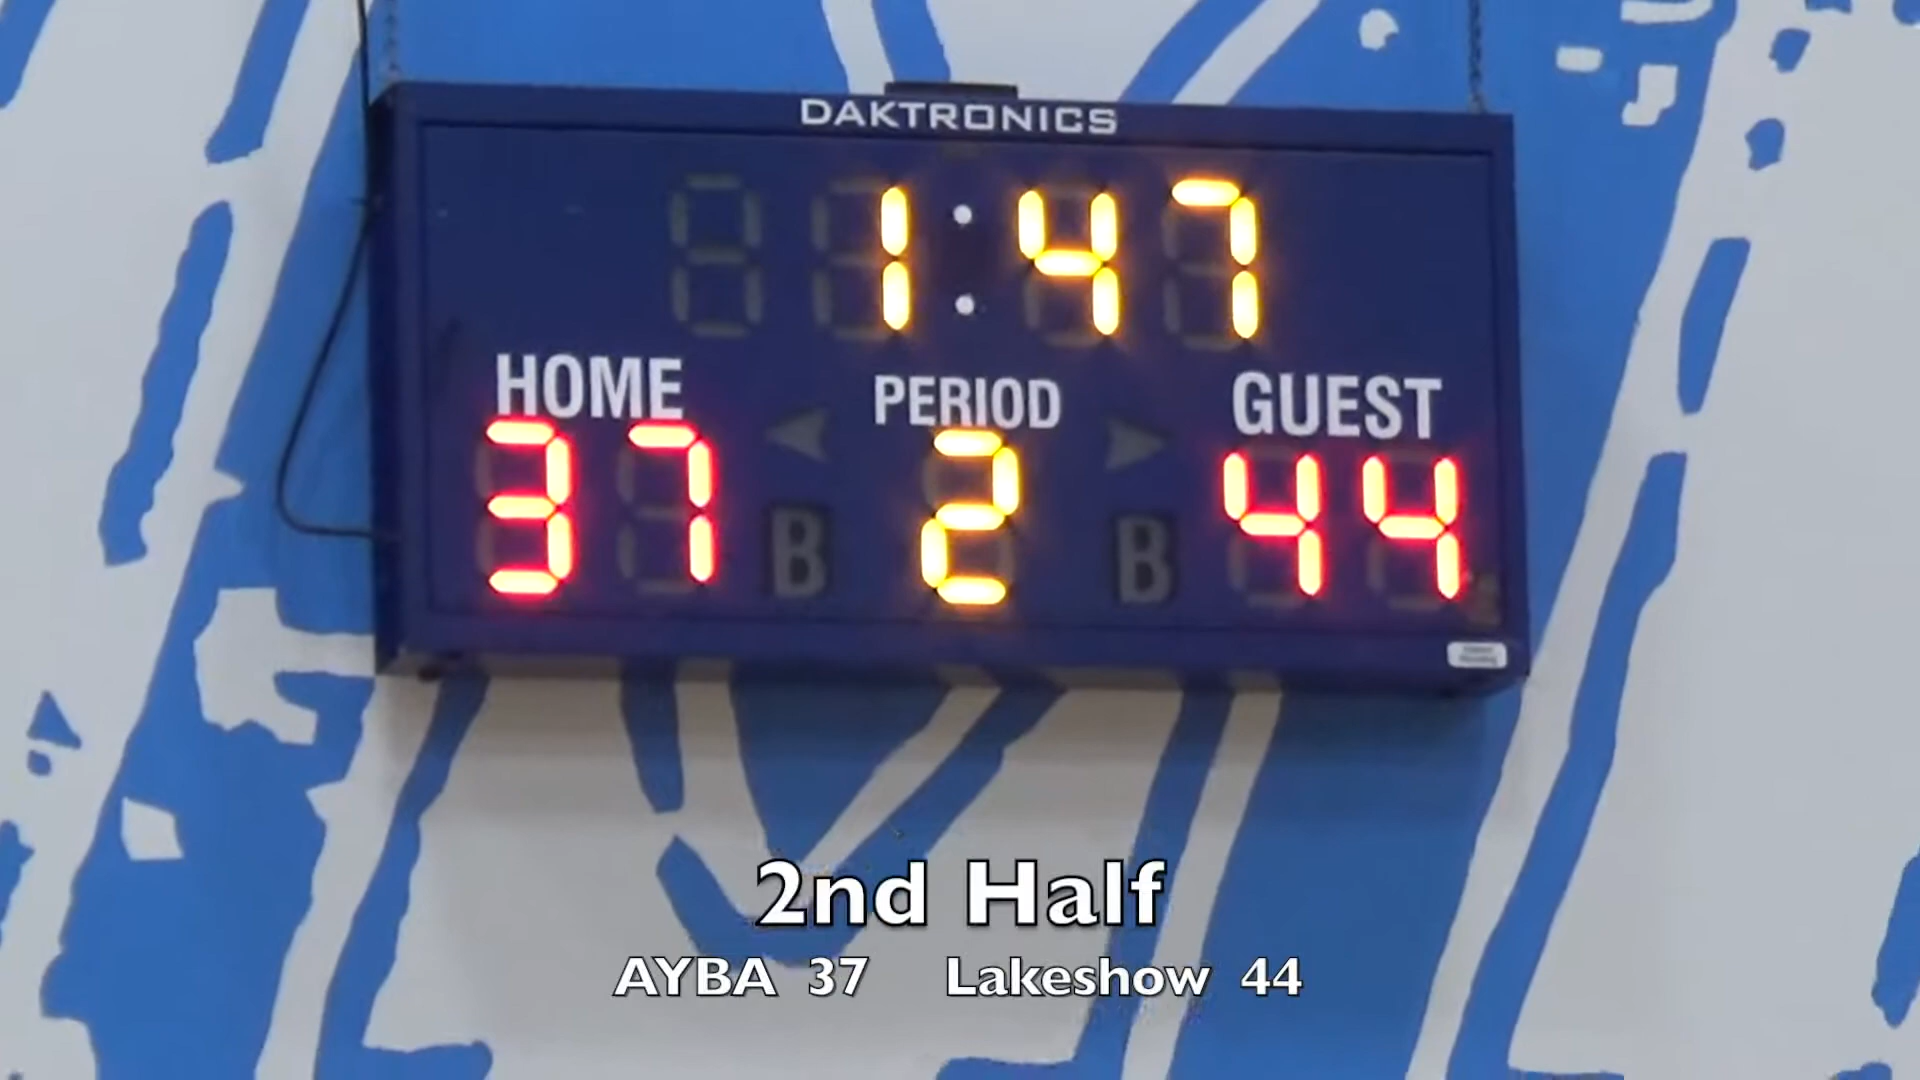 DAKTRONICS
1:47
HOME PERIOD GUEST
37 2 44
B B
2nd Half
AYBA 37 Lakeshow 44